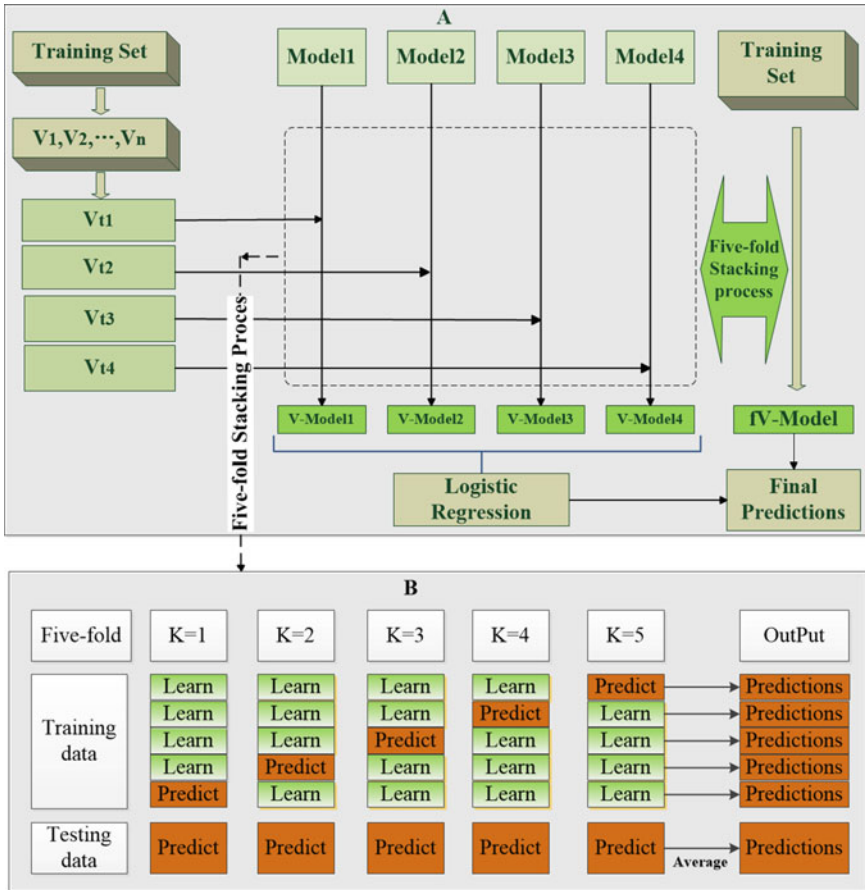 A
Training Set
Model1
Model2
Model3
Model4
Training
Set
V1,V2,···,Vn
Vt1
Vt2
Vt3
Vt4
Five-fold
Stacking
process
Five-fold Stacking Proces
V-Model1
V-Model2
V-Model3
V-Model4
fV-Model
Logistic
Regression
Final
Predictions
B
Five-fold
K=1
K=2
K=3
K=4
K=5
OutPut
Training
data
Learn
Learn
Learn
Learn
Predict
Predictions
Learn
Learn
Learn
Predict
Learn
Predictions
Learn
Learn
Predict
Learn
Learn
Predictions
Learn
Predict
Learn
Learn
Learn
Predictions
Predict
Learn
Learn
Learn
Learn
Predictions
Testing
data
Predict
Predict
Predict
Predict
Predict
Average
Predictions